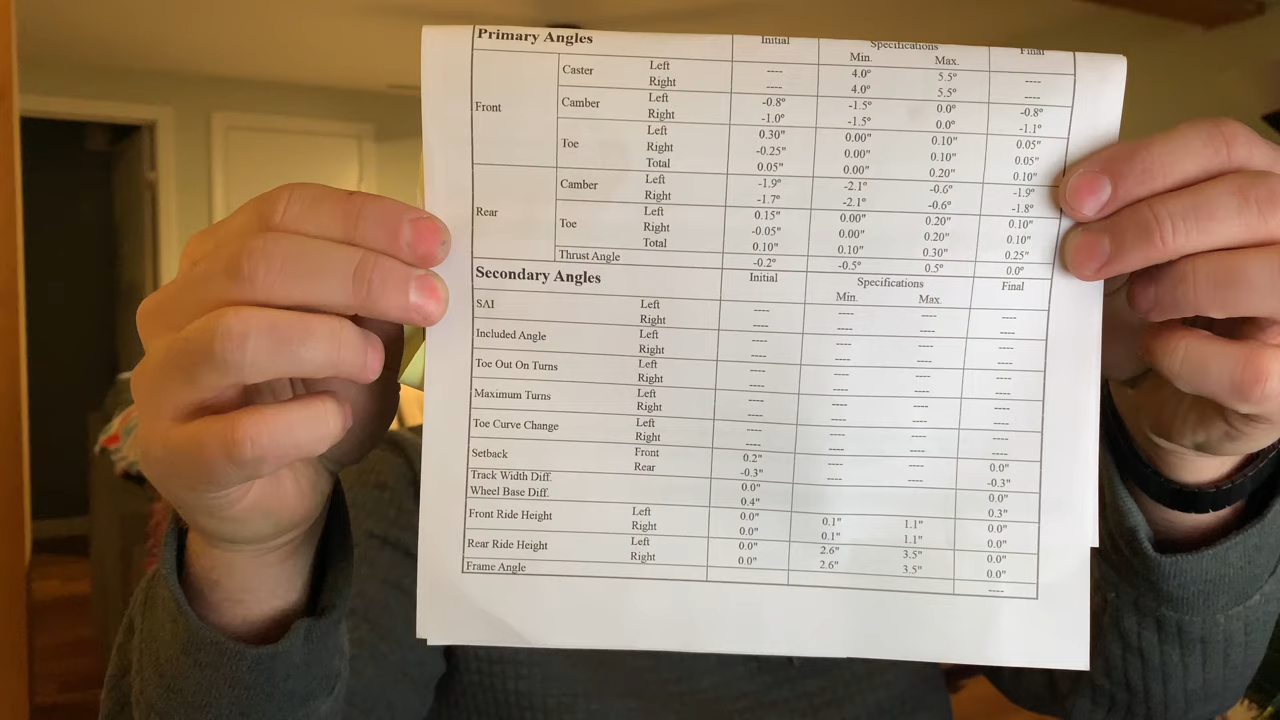 Primary Angles Initial Specifications Final
Min. Max.
Front Caster Left ---- 4.0° 5.5° ----
Right ---- 4.0° 5.5° ----
Camber Left -0.8° -1.5° 0.0° -0.8°
Right -1.0° -1.5° 0.0° -1.1°
Toe Left 0.30" 0.00" 0.10" 0.05"
Right -0.25" 0.00" 0.10" 0.05"
Total 0.05" 0.00" 0.20" 0.10"
Rear Camber Left -1.9° -2.1° -0.6° -1.9°
Right -1.7° -2.1° -0.6° -1.8°
Toe Left 0.15" 0.00" 0.20" 0.10"
Right -0.05" 0.00" 0.20" 0.10"
Total 0.10" 0.10" 0.30" 0.25"
Thrust Angle -0.2° -0.5° 0.5° 0.0°
Secondary Angles Initial Specifications Final
Min. Max.
SAI Left ---- ---- ---- ----
Right ---- ---- ---- ----
Included Angle Left ---- ---- ---- ----
Right ---- ---- ---- ----
Toe Out On Turns Left ---- ---- ---- ----
Right ---- ---- ---- ----
Maximum Turns Left ---- ---- ---- ----
Right ---- ---- ---- ----
Toe Curve Change Left ---- ---- ---- ----
Right ---- ---- ---- ----
Setback Front 0.2" ---- ---- 0.0"
Rear -0.3" ---- ---- -0.3"
Track Width Diff. 0.0" 0.0"
Wheel Base Diff. 0.4" 0.3"
Front Ride Height Left 0.0" 0.1" 1.1" 0.0"
Right 0.0" 0.1" 1.1" 0.0"
Rear Ride Height Left 0.0" 2.6" 3.5" 0.0"
Right 0.0" 2.6" 3.5" 0.0"
Frame Angle ----